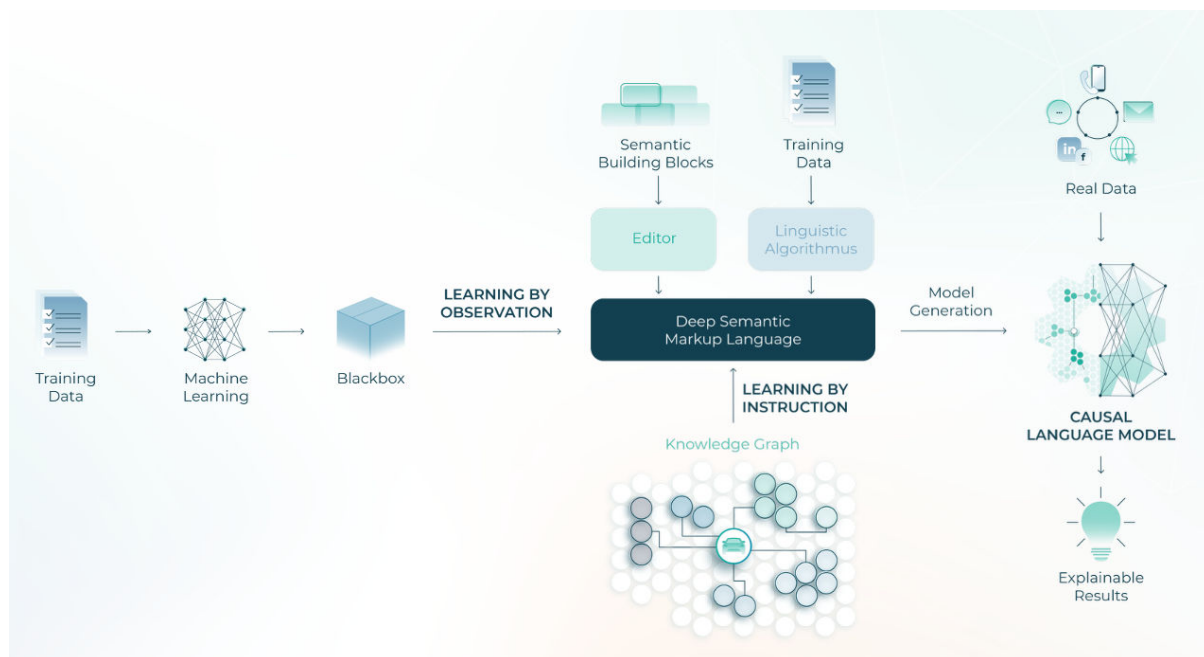 Semantic
Building Blocks
Training
Data
Real Data
Editor
Linguistic
Algorithmus
LEARNING BY
OBSERVATION
Deep Semantic
Markup Language
Model
Generation
Training
Data
Machine
Learning
Blackbox
LEARNING BY
INSTRUCTION
Knowledge Graph
CAUSAL
LANGUAGE MODEL
Explainable
Results
in
f